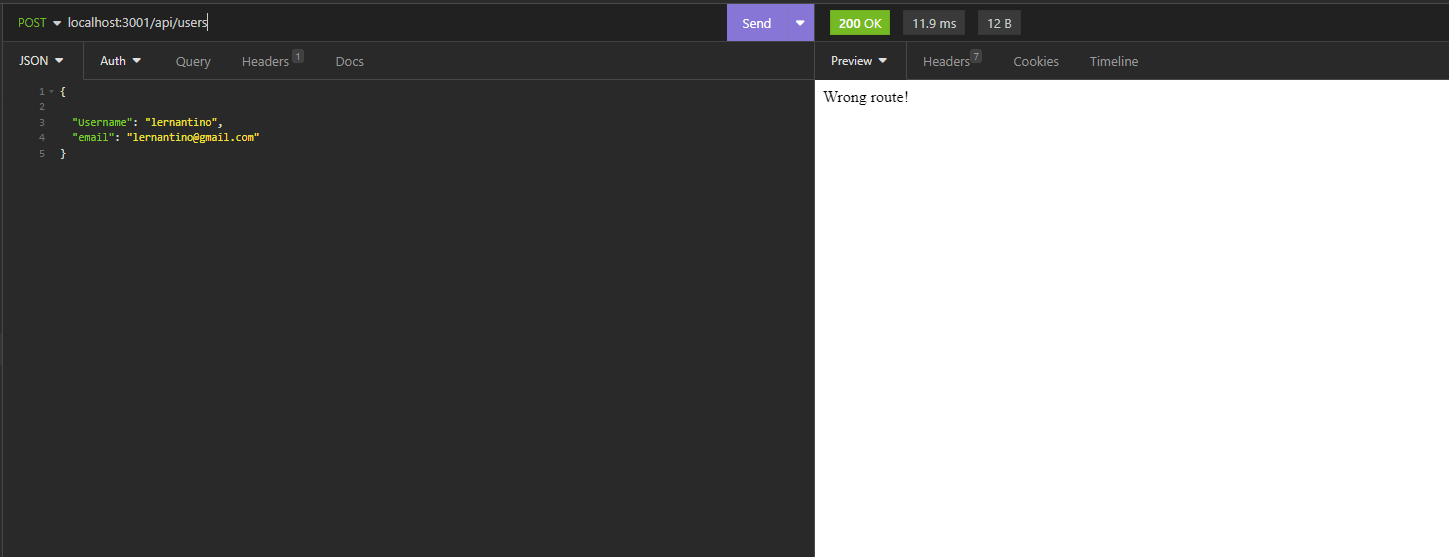 POST localhost:3001/api/users Send 200 OK 11.9 ms 12 B
JSON Auth Query Headers 1 Docs Preview Headers 7 Cookies Timeline
1 {
2
3 "Username": "lernantino",
4 "email": "lernantino@gmail.com"
5 }
Wrong route!